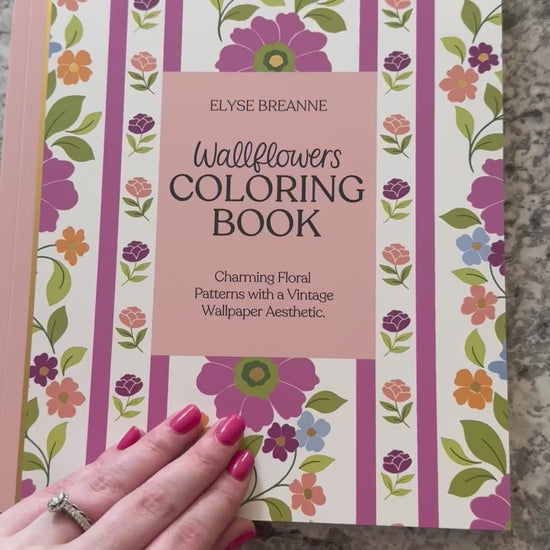 ELYSE BREANNE
Wallflowers
COLORING
BOOK
Charming Floral
Patterns with a Vintage
Wallpaper Aesthetic.